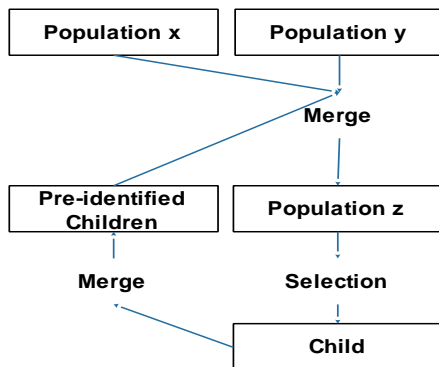 Population x
Population y
Merge
Pre-identified
Children
Population z
Merge
Selection
Child